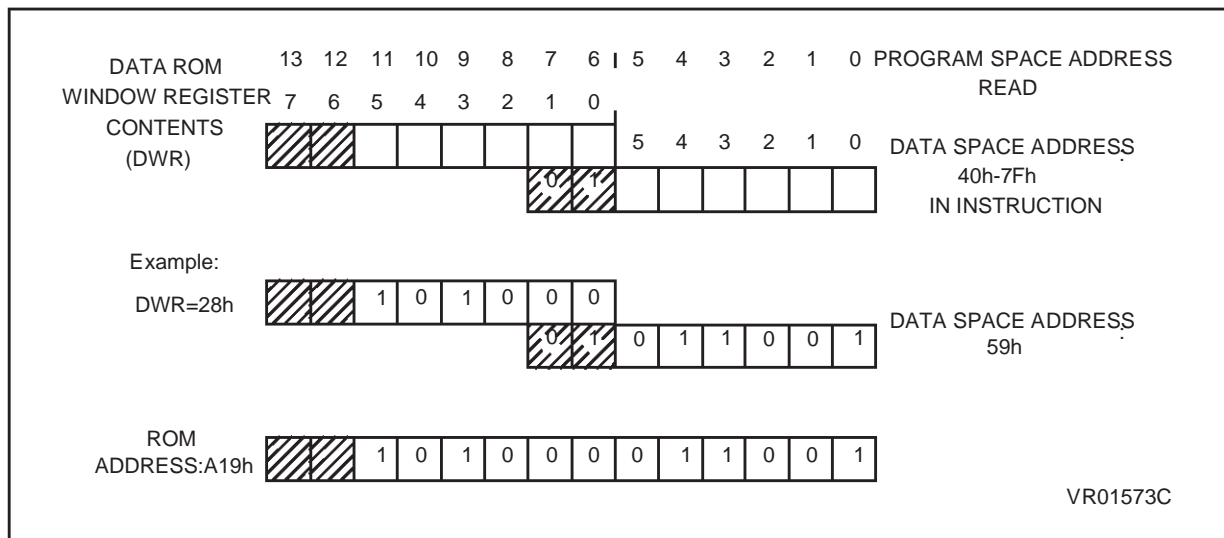 13 12 11 10 9 8 7 6 5 4 3 2 1 0 PROGRAM SPACE ADDRESS
DATA ROM
READ
WINDOW REGISTER 7 6 5 4 3 2 1 0
CONTENTS
(DWR)
5 4 3 2 1 0 DATA SPACE ADDRESS :
0 1 40h-7Fh
IN INSTRUCTION
Example:
DWR=28h 1 0 1 0 0 0
0 1 0 1 1 0 0 1 DATA SPACE ADDRESS :
59h
ROM
ADDRESS:A19h 1 0 1 0 0 0 0 1 1 0 0 1
VR01573C